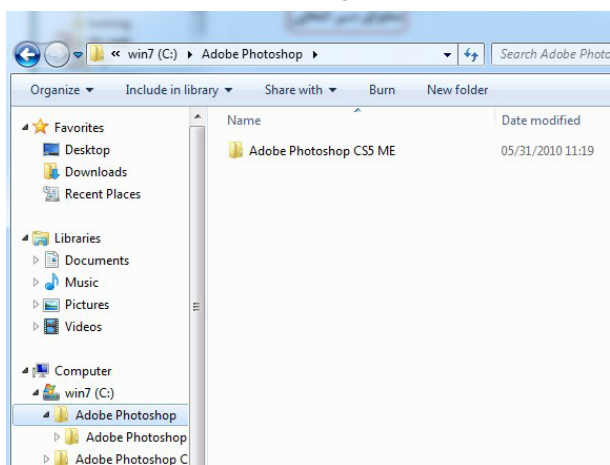 « win7 (C:) ▸ Adobe Photoshop ▸
Search Adobe Photo
Organize ▼ Include in library ▼ Share with ▼ Burn New folder
Name Date modified
Adobe Photoshop CS5 ME 05/31/2010 11:19
Favorites
Desktop
Downloads
Recent Places
Libraries
Documents
Music
Pictures
Videos
Computer
win7 (C:)
Adobe Photoshop
Adobe Photoshop
Adobe Photoshop C